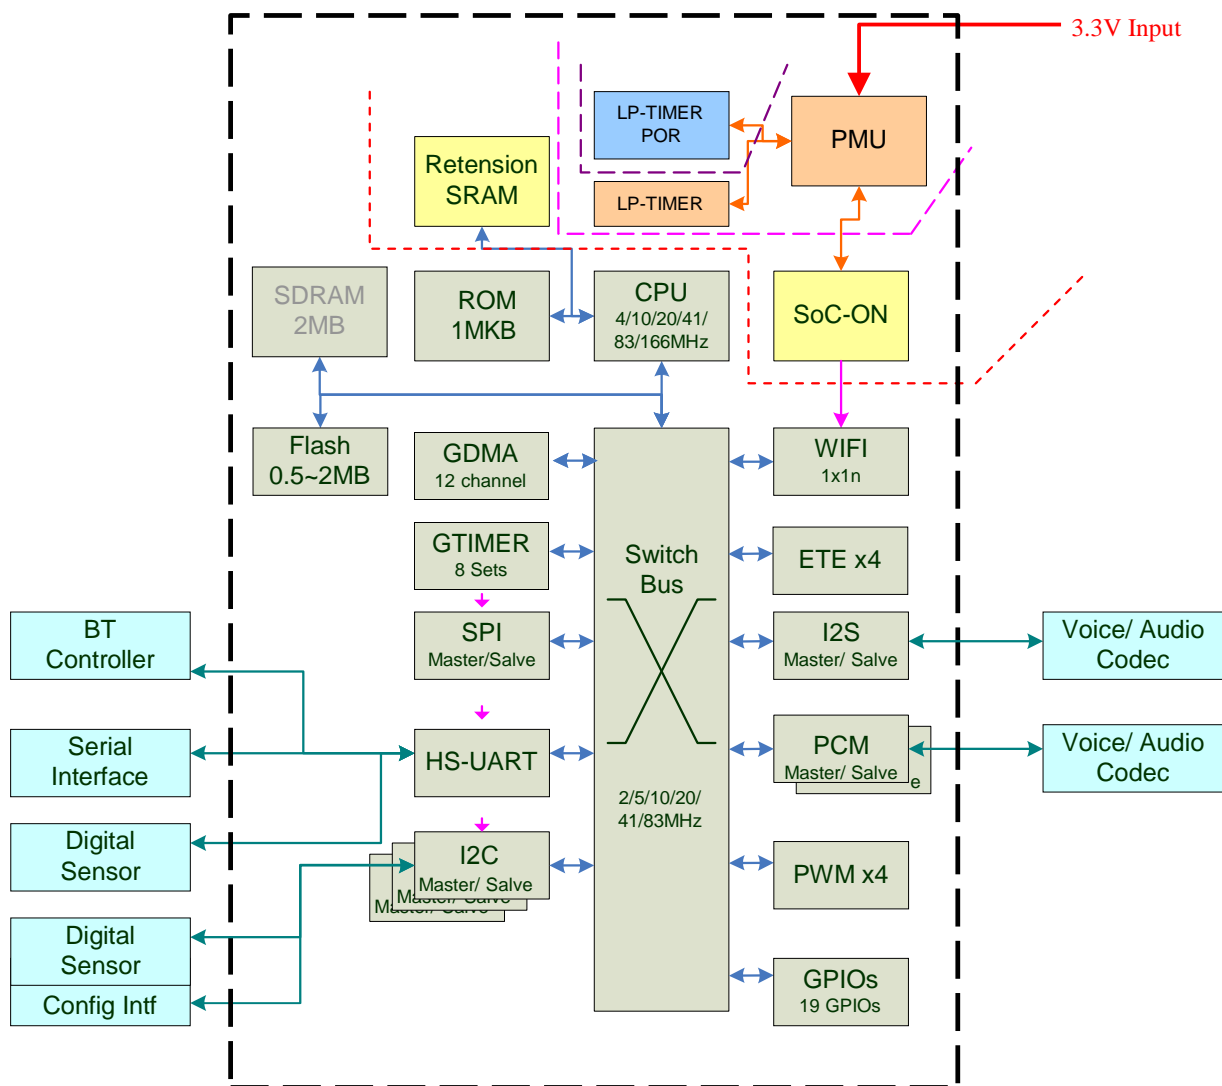 3.3V Input
LP-TIMER
POR
PMU
Retension
SRAM
LP-TIMER
SDRAM
2MB
ROM
1MKB
CPU
4/10/20/41/
83/166MHz
SoC-ON
Flash
0.5~2MB
GDMA
12 channel
WIFI
1x1n
GTIMER
8 Sets
Switch
Bus
ETE x4
BT
Controller
SPI
Master/Salve
I2S
Master/ Salve
Voice/ Audio
Codec
Serial
Interface
HS-UART
PCM
Master/ Salve
e
Voice/ Audio
Codec
2/5/10/20/
41/83MHz
Digital
Sensor
I2C
Master/ Salve
Master/ Salve
Master/ Salve
PWM x4
Digital
Sensor
Config Intf
GPIOs
19 GPIOs